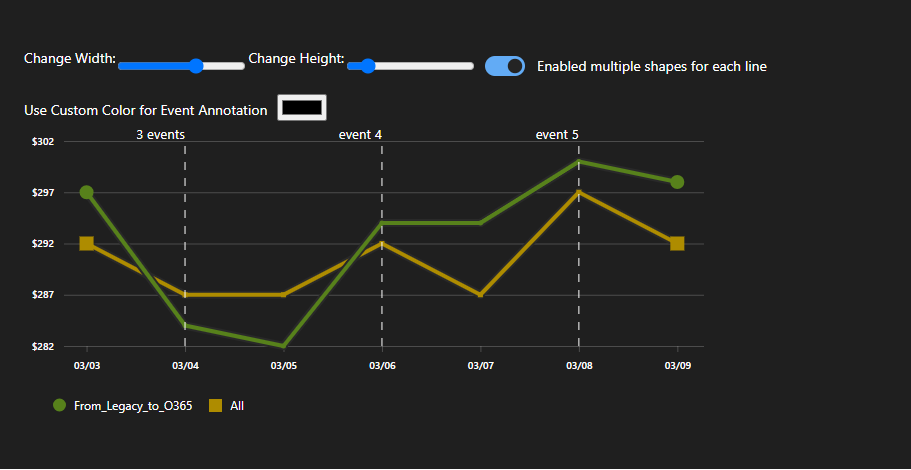 Change Width: Change Height: Enabled multiple shapes for each line
Use Custom Color for Event Annotation
3 events event 4 event 5
$302
$297
$292
$287
$282
03/03 03/04 03/05 03/06 03/07 03/08 03/09
From_Legacy_to_O365 All